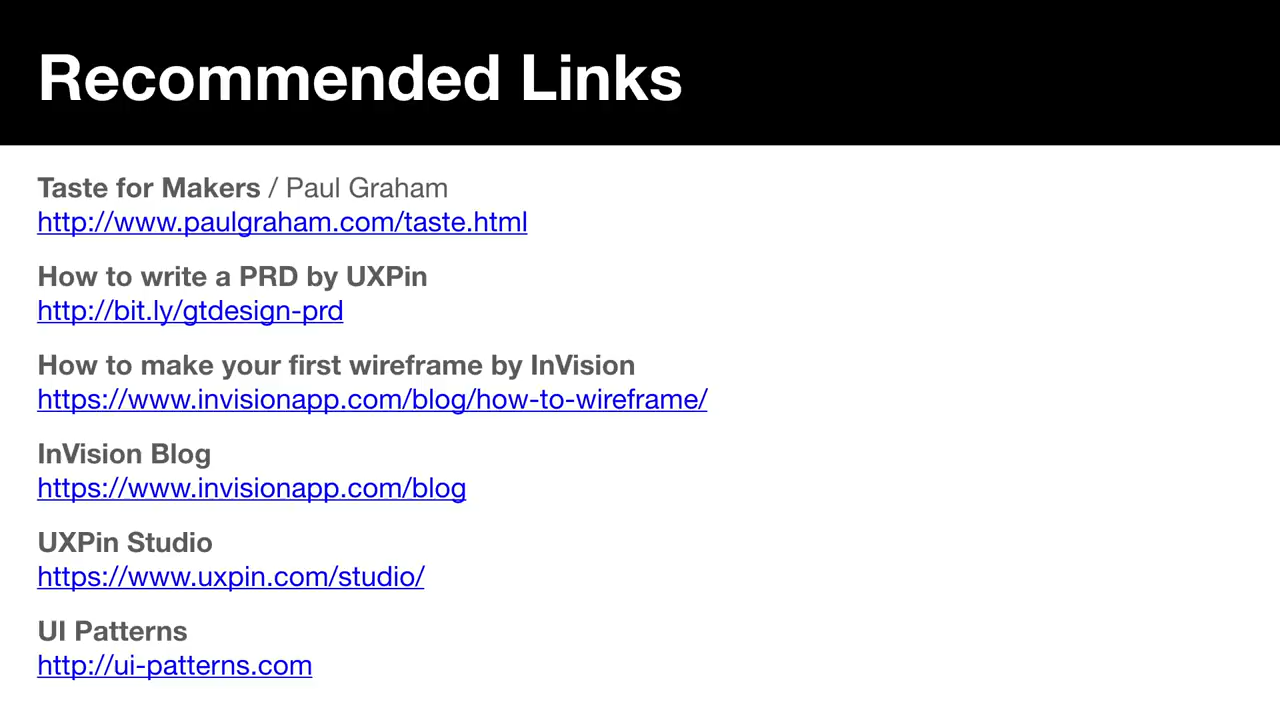 Recommended Links
Taste for Makers / Paul Graham
http://www.paulgraham.com/taste.html
How to write a PRD by UXPin
http://bit.ly/gtdesign-prd
How to make your first wireframe by InVision
https://www.invisionapp.com/blog/how-to-wireframe/
InVision Blog
https://www.invisionapp.com/blog
UXPin Studio
https://www.uxpin.com/studio/
UI Patterns
http://ui-patterns.com